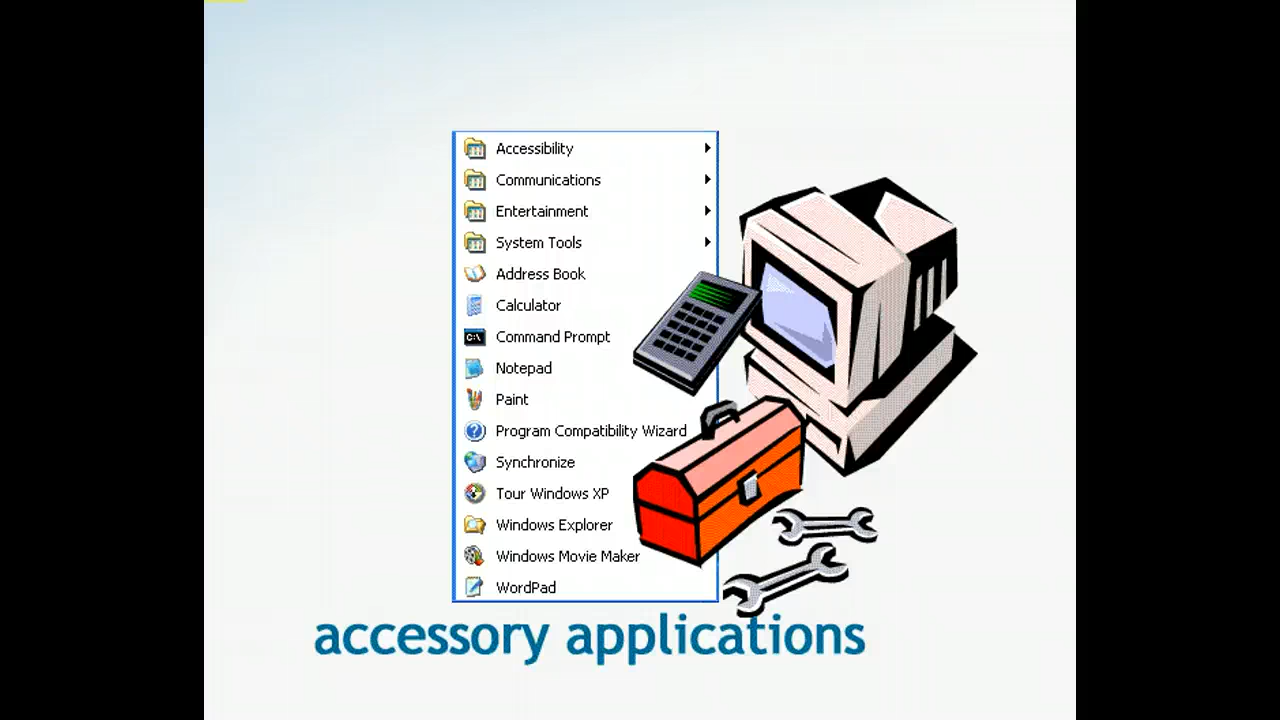 Accessibility
Communications
Entertainment
System Tools
Address Book
Calculator
C:\
Command Prompt
Notepad
Paint
Program Compatibility Wizard
Synchronize
Tour Windows XP
Windows Explorer
Windows Movie Maker
WordPad
accessory applications